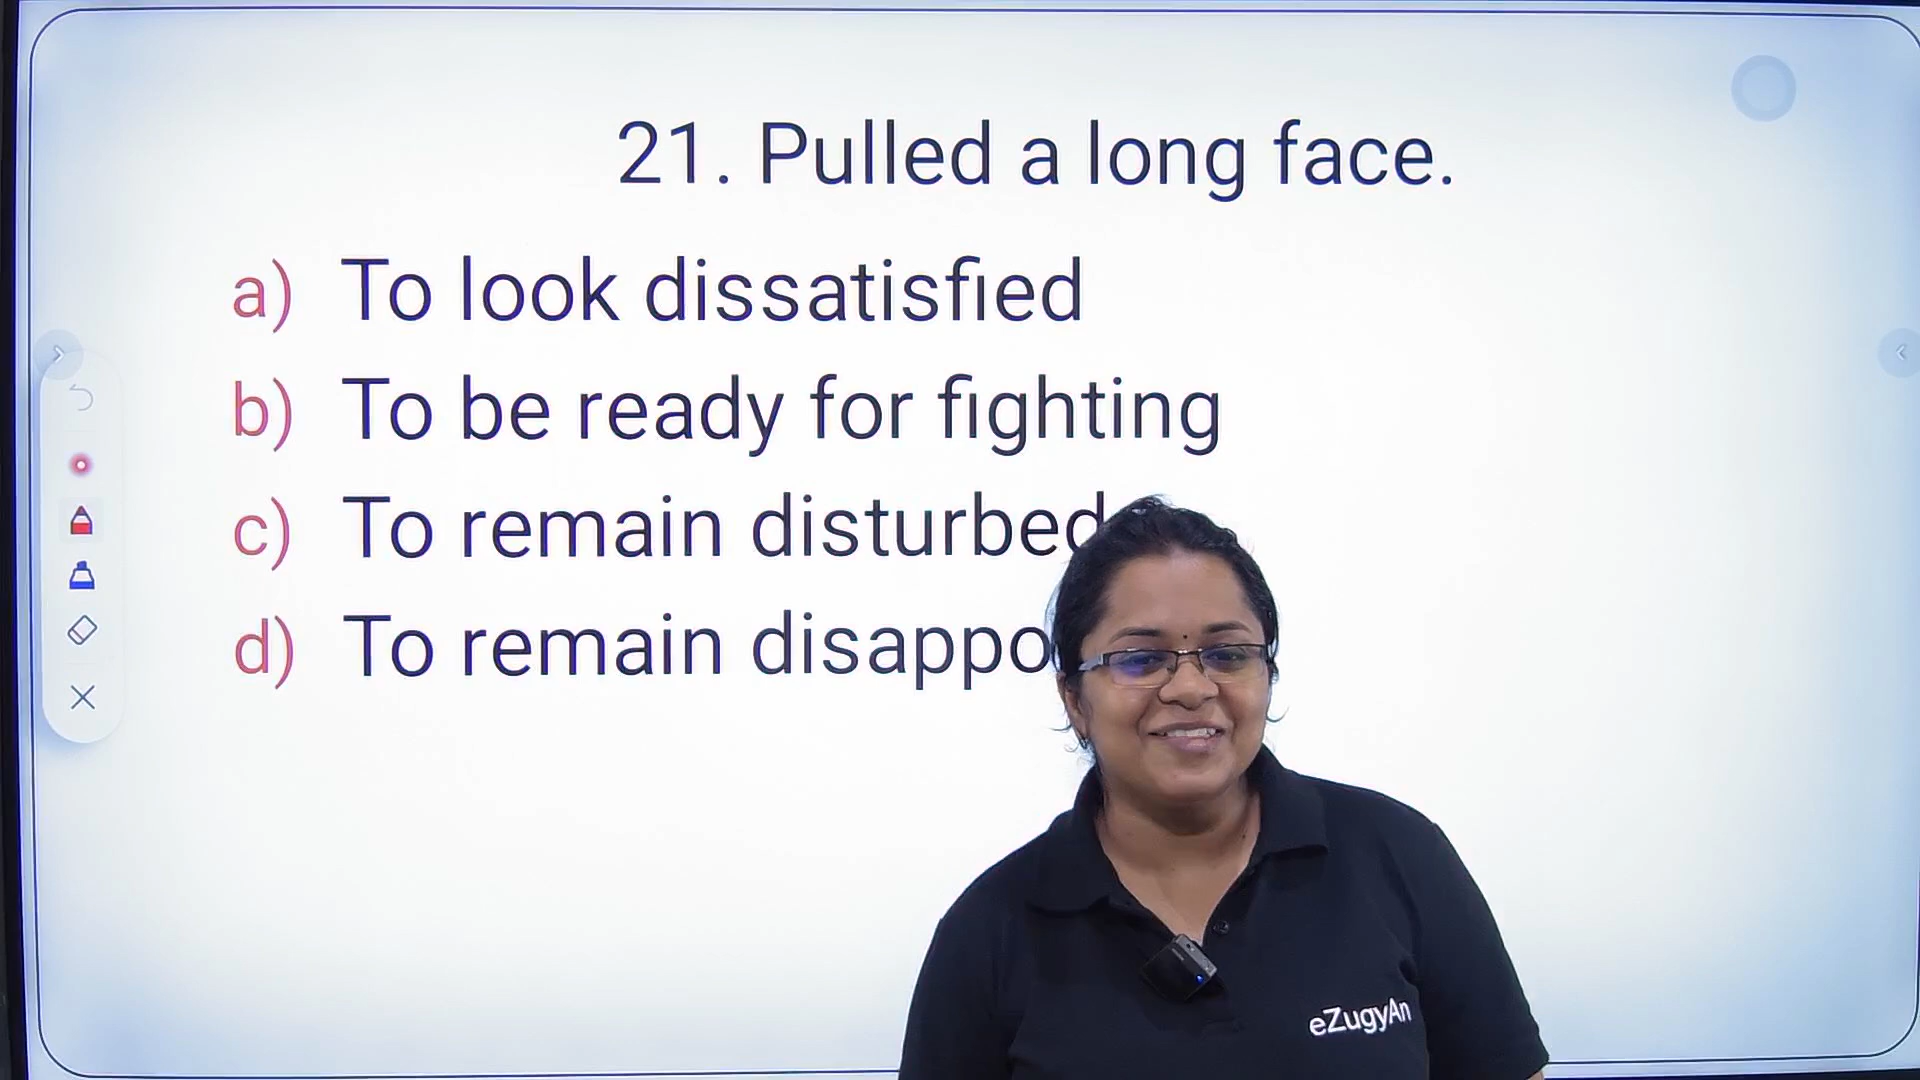 21. Pulled a long face.
a) To look dissatisfied
b) To be ready for fighting
c) To remain disturbed
d) To remain
eZugyAn